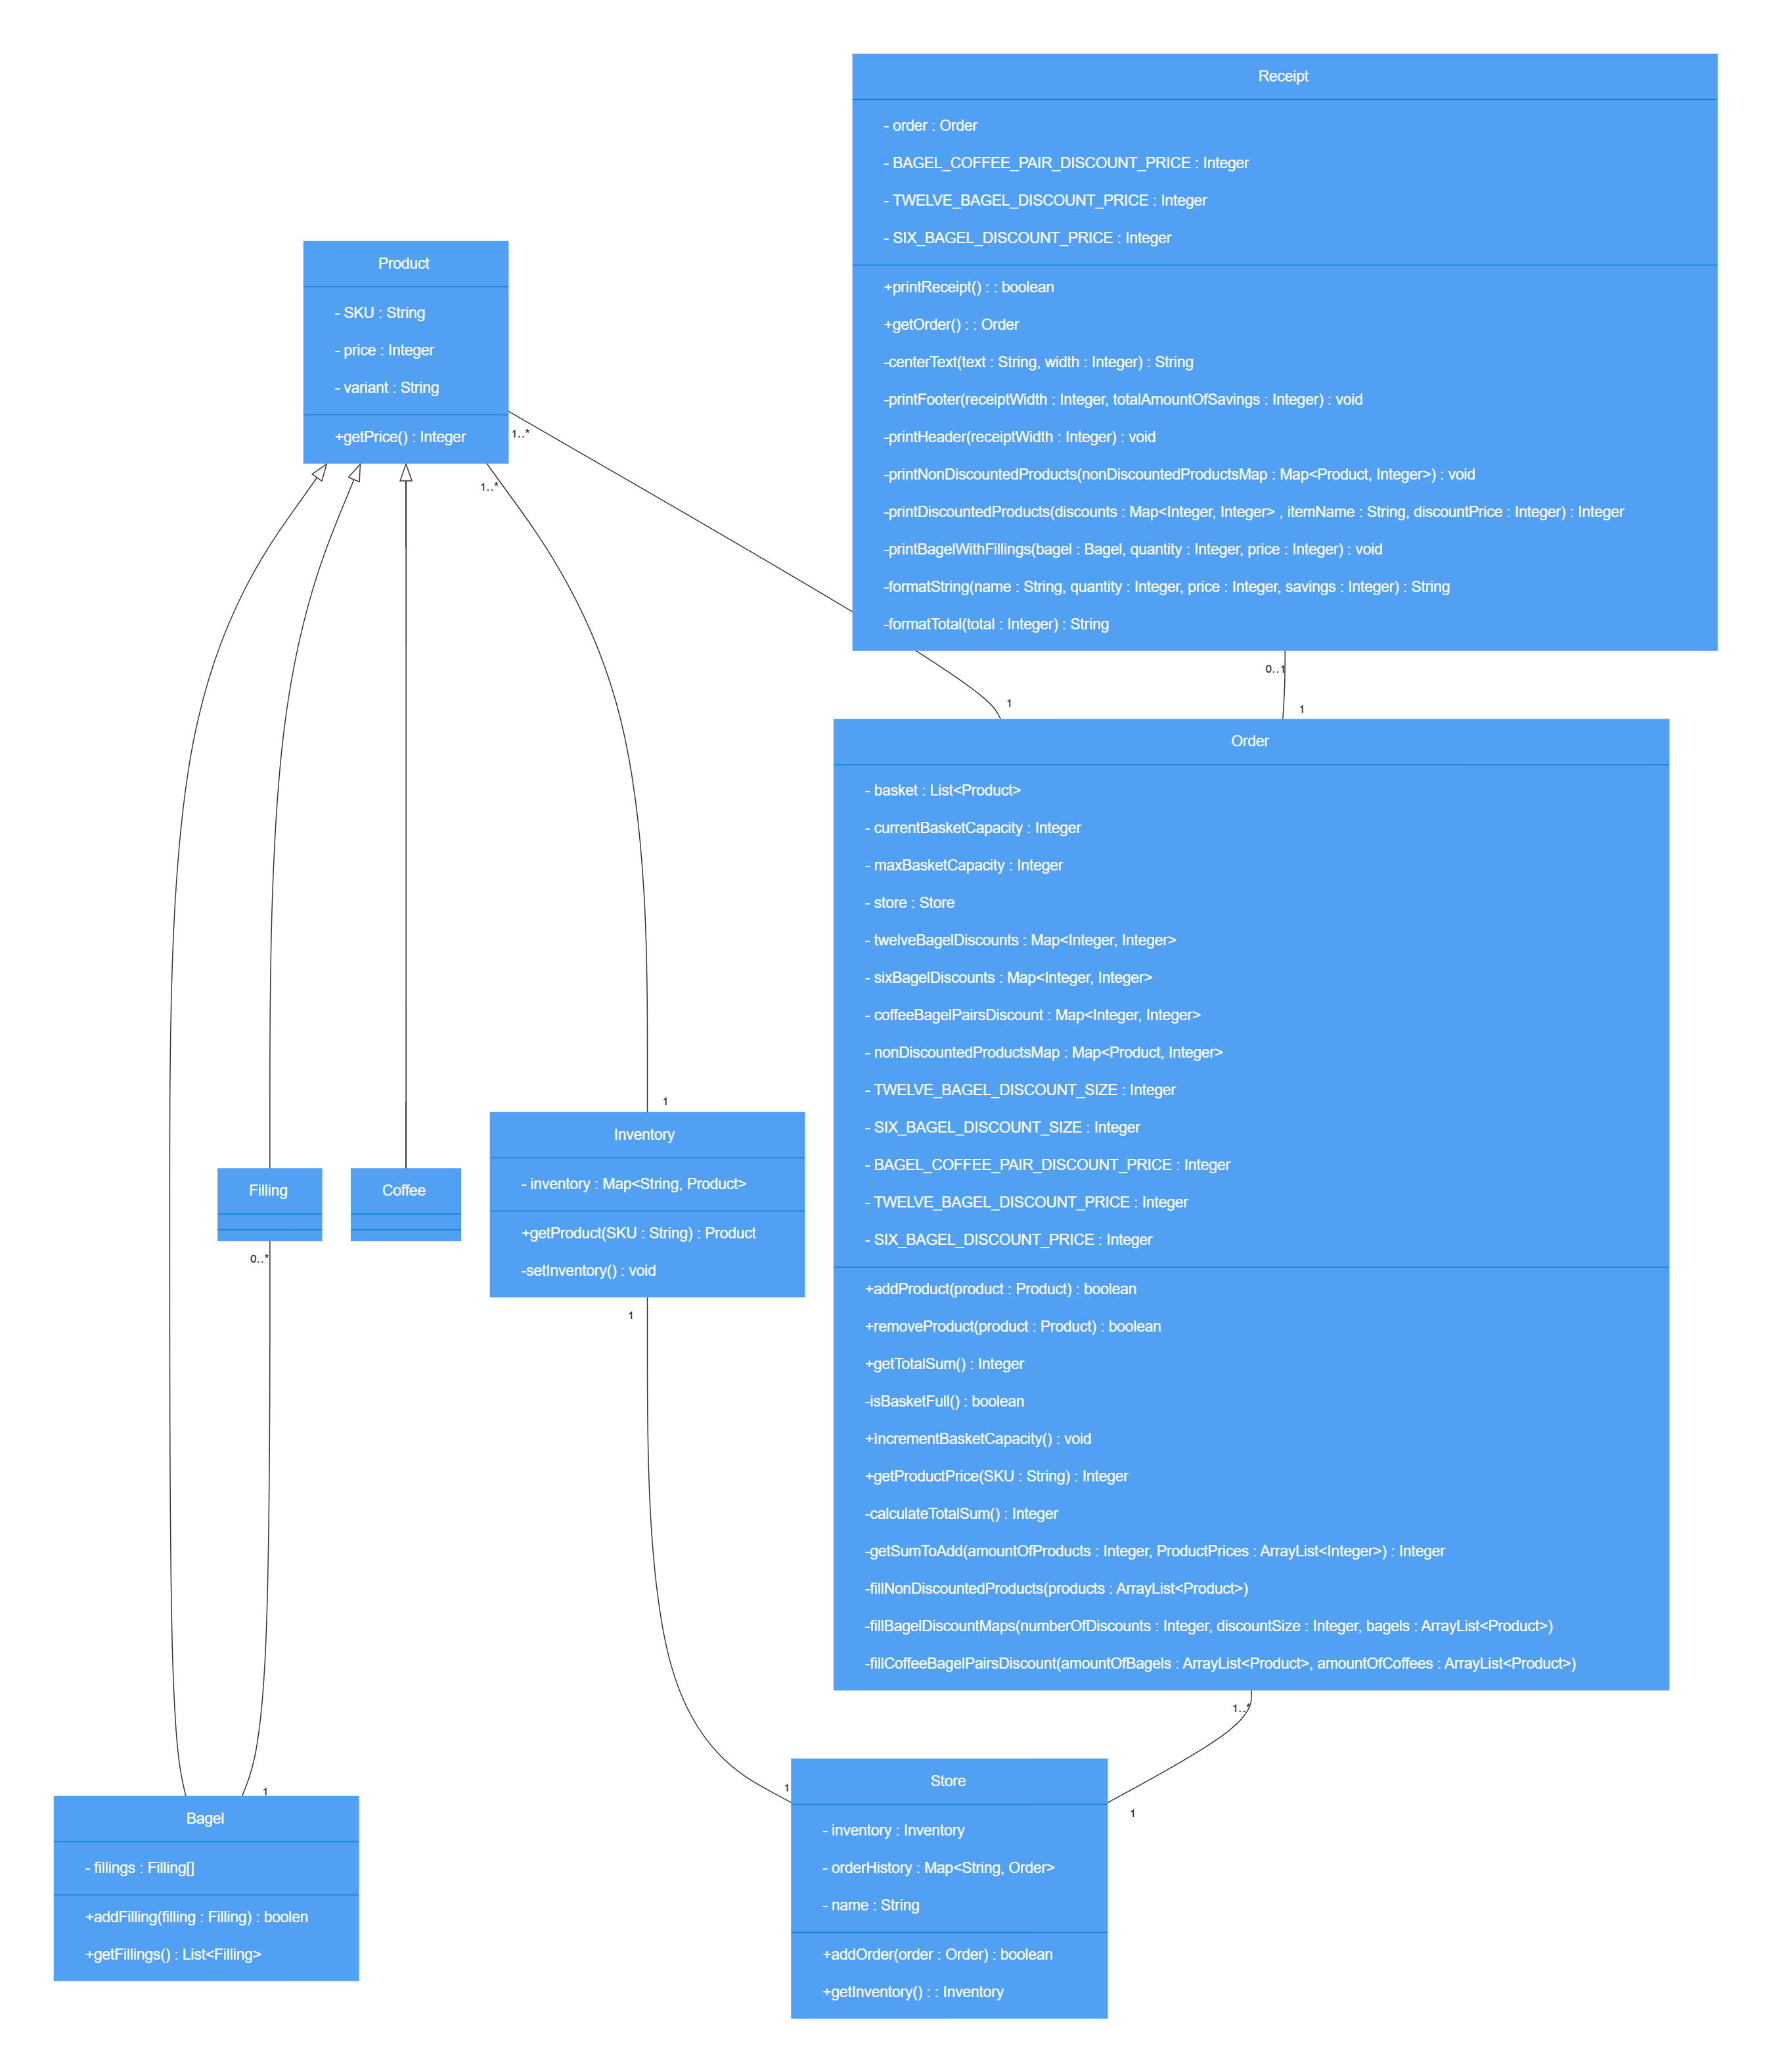 Receipt
- order : Order
- BAGEL_COFFEE_PAIR_DISCOUNT_PRICE : Integer
- TWELVE_BAGEL_DISCOUNT_PRICE : Integer
- SIX_BAGEL_DISCOUNT_PRICE : Integer
+printReceipt() : : boolean
+getOrder() : : Order
-centerText(text : String, width : Integer) : String
-printFooter(receiptWidth : Integer, totalAmountOfSavings : Integer) : void
-printHeader(receiptWidth : Integer) : void
-printNonDiscountedProducts(nonDiscountedProductsMap : Map<Product, Integer>) : void
-printDiscountedProducts(discounts : Map<Integer, Integer> , itemName : String, discountPrice : Integer) : Integer
-printBagelWithFillings(bagel : Bagel, quantity : Integer, price : Integer) : void
-formatString(name : String, quantity : Integer, price : Integer, savings : Integer) : String
-formatTotal(total : Integer) : String
Product
- SKU : String
- price : Integer
- variant : String
+getPrice() : Integer
1..*
1..*
0..1
1
1
Order
- basket : List<Product>
- currentBasketCapacity : Integer
- maxBasketCapacity : Integer
- store : Store
- twelveBagelDiscounts : Map<Integer, Integer>
- sixBagelDiscounts : Map<Integer, Integer>
- coffeeBagelPairsDiscount : Map<Integer, Integer>
- nonDiscountedProductsMap : Map<Product, Integer>
- TWELVE_BAGEL_DISCOUNT_SIZE : Integer
- SIX_BAGEL_DISCOUNT_SIZE : Integer
- BAGEL_COFFEE_PAIR_DISCOUNT_PRICE : Integer
- TWELVE_BAGEL_DISCOUNT_PRICE : Integer
- SIX_BAGEL_DISCOUNT_PRICE : Integer
+addProduct(product : Product) : boolean
+removeProduct(product : Product) : boolean
+getTotalSum() : Integer
-isBasketFull() : boolean
+incrementBasketCapacity() : void
+getProductPrice(SKU : String) : Integer
-calculateTotalSum() : Integer
-getSumToAdd(amountOfProducts : Integer, ProductPrices : ArrayList<Integer>) : Integer
-fillNonDiscountedProducts(products : ArrayList<Product>)
-fillBagelDiscountMaps(numberOfDiscounts : Integer, discountSize : Integer, bagels : ArrayList<Product>)
-fillCoffeeBagelPairsDiscount(amountOfBagels : ArrayList<Product>, amountOfCoffees : ArrayList<Product>)
1
Inventory
- inventory : Map<String, Product>
+getProduct(SKU : String) : Product
-setInventory() : void
1
Filling
0..*
Coffee
1..*
1
1
1
Bagel
- fillings : Filling[]
+addFilling(filling : Filling) : boolen
+getFillings() : List<Filling>
Store
- inventory : Inventory
- orderHistory : Map<String, Order>
- name : String
+addOrder(order : Order) : boolean
+getInventory() : : Inventory